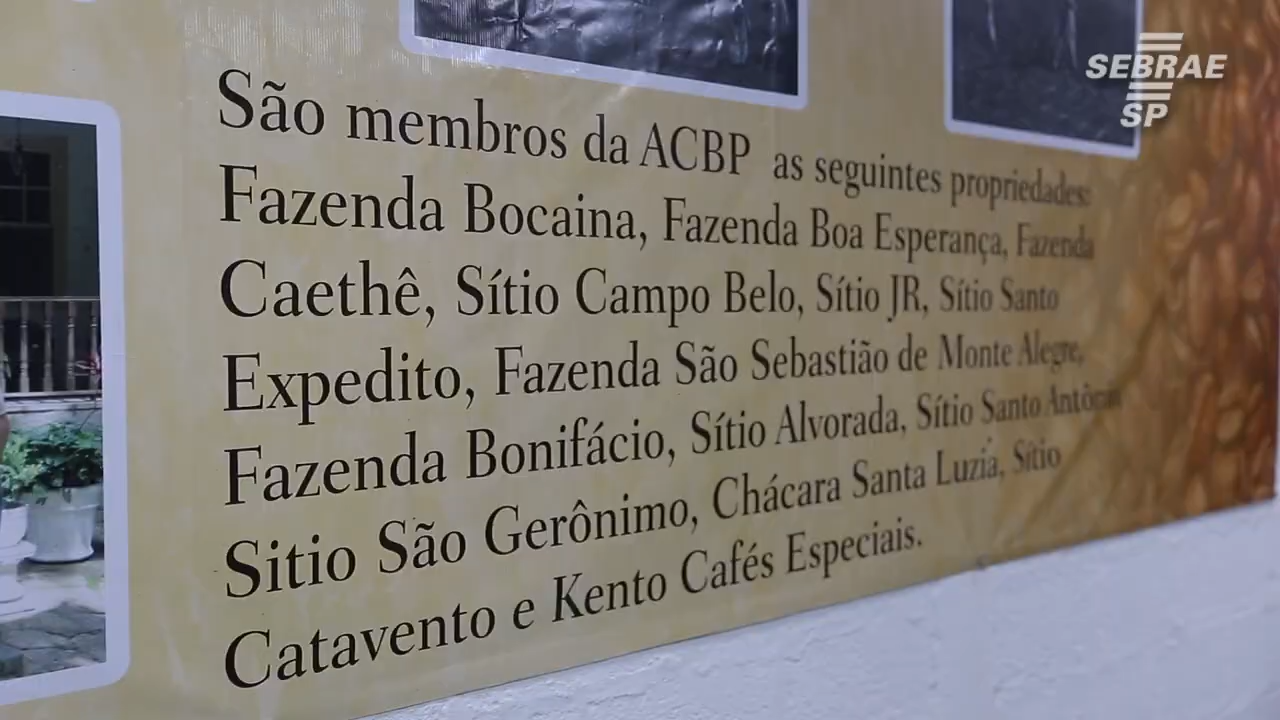 SEBRAE
SP
São membros da ACBP as seguintes propriedades:
Fazenda Bocaina, Fazenda Boa Esperança, Fazenda
Caethê, Sítio Campo Belo, Sítio JR, Sítio Santo
Expedito, Fazenda São Sebastião de Monte Alegre,
Fazenda Bonifácio, Sítio Alvorada, Sítio Santo Antônio
Sitio São Gerônimo, Chácara Santa Luzia, Sítio
Catavento e Kento Cafés Especiais.